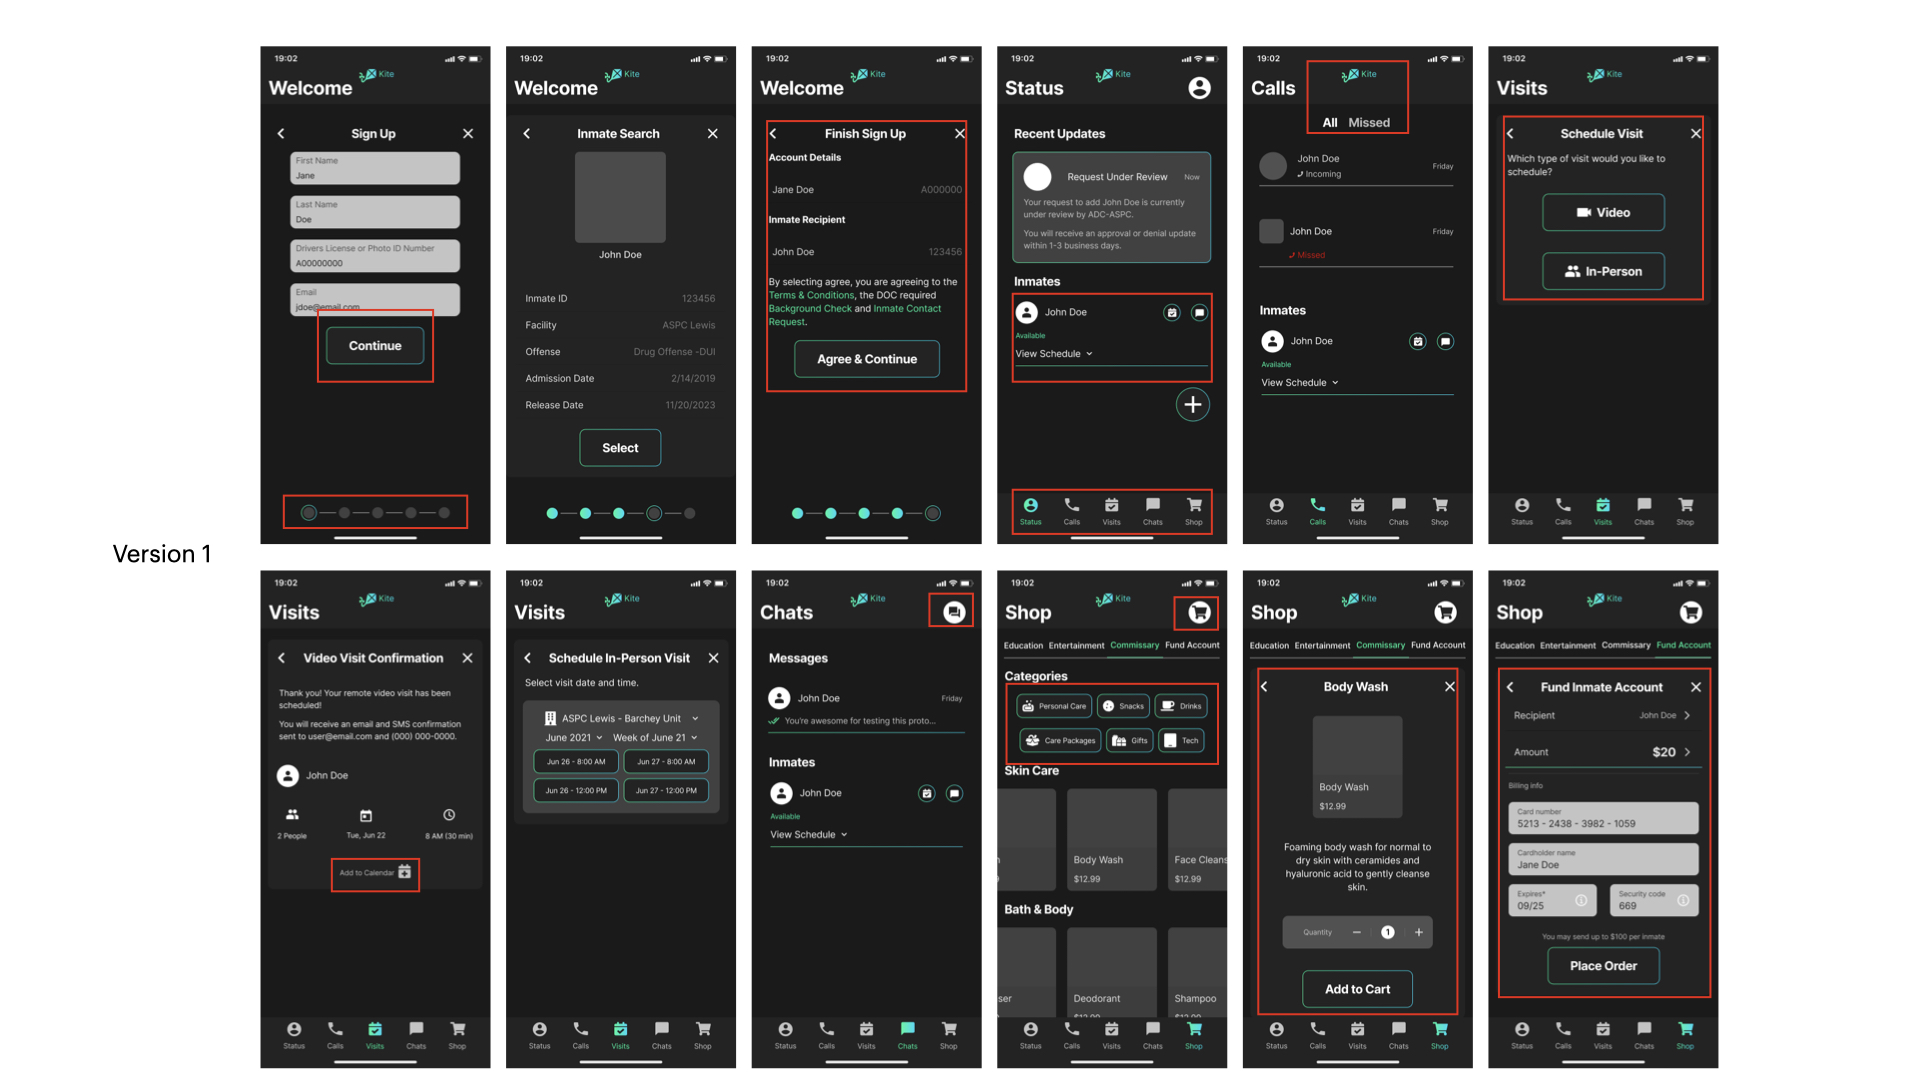 Version 1
19:02
Kite
Welcome
Sign Up
First Name
Jane
Last Name
Doe
Drivers License or Photo ID Number
A00000000
Email
jdoe@email.com
Continue
19:02
Kite
Welcome
Inmate Search
John Doe
Inmate ID 123456
Facility ASPC Lewis
Offense Drug Offense -DUI
Admission Date 2/14/2019
Release Date 11/20/2023
Select
19:02
Kite
Welcome
Finish Sign Up
Account Details
Jane Doe A000000
Inmate Recipient
John Doe 123456
By selecting agree, you are agreeing to the
Terms & Conditions, the DOC required
Background Check and Inmate Contact
Request.
Agree & Continue
19:02
Kite
Status
Recent Updates
Request Under Review Now
Your request to add John Doe is currently
under review by ADC-ASPC.
You will receive an approval or denial update
within 1-3 business days.
Inmates
John Doe
Available
View Schedule
Status Calls Visits Chats Shop
19:02
Kite
Calls
All Missed
John Doe
Incoming
Friday
John Doe
Friday
Missed
Inmates
John Doe
Available
View Schedule
Status Calls Visits Chats Shop
19:02
Kite
Visits
Schedule Visit
Which type of visit would you like to
schedule?
Video
In-Person
Status Calls Visits Chats Shop
19:02
Kite
Visits
Video Visit Confirmation
Thank you! Your remote video visit has been
scheduled!
You will receive an email and SMS confirmation
sent to user@email.com and (000) 000-0000.
John Doe
2 People Tue, Jun 22 8 AM (30 min)
Add to Calendar
Status Calls Visits Chats Shop
19:02
Kite
Visits
Schedule In-Person Visit
Select visit date and time.
ASPC Lewis - Barchey Unit
June 2021 Week of June 21
Jun 26 - 8:00 AM Jun 27 - 8:00 AM
Jun 26 - 12:00 PM Jun 27 - 12:00 PM
Status Calls Visits Chats Shop
19:02
Kite
Chats
Messages
John Doe Friday
You're awesome for testing this proto...
Inmates
John Doe
Available
View Schedule
Status Calls Visits Chats Shop
19:02
Kite
Shop
Education Entertainment Commissary Fund Account
Categories
Personal Care Snacks Drinks
Care Packages Gifts Tech
Skin Care
Body Wash Face Cleans
$12.99 $12.99
Bath & Body
ser Deodorant Shampoo
$12.99 $12.99
Status Calls Visits Chats Shop
19:02
Kite
Shop
Education Entertainment Commissary Fund Account
Body Wash
Body Wash
$12.99
Foaming body wash for normal to
dry skin with ceramides and
hyaluronic acid to gently cleanse
skin.
Quantity 1
Add to Cart
Status Calls Visits Chats Shop
19:02
Kite
Shop
Education Entertainment Commissary Fund Account
Fund Inmate Account
Recipient John Doe
Amount $20
Billing info
Card number
5213 - 2438 - 3982 - 1059
Cardholder name
Jane Doe
Expires* Security code
09/25 669
You may send up to $100 per inmate
Place Order
Status Calls Visits Chats Shop